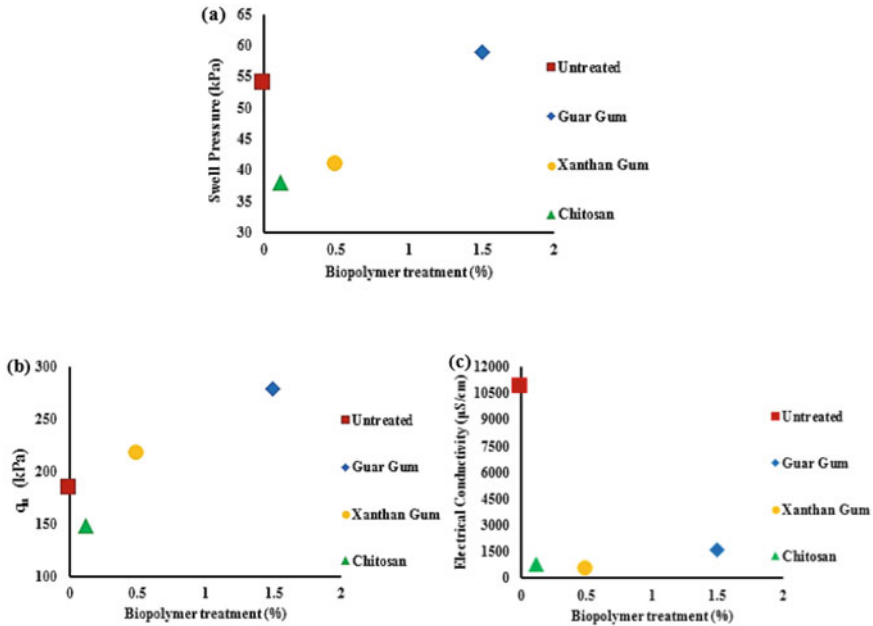 (a)
65
60
55
50
45
40
35
30
Swell Pressure (kPa)
0 0.5 1 1.5 2
Biopolymer treatment (%)
Untreated
Guar Gum
Xanthan Gum
Chitosan
(b)
300
250
200
150
100
qu (kPa)
0 0.5 1 1.5 2
Biopolymer treatment (%)
Untreated
Guar Gum
Xanthan Gum
Chitosan
(c)
12000
10500
9000
7500
6000
4500
3000
1500
0
Electrical Conductivity (µS/cm)
0 0.5 1 1.5 2
Biopolymer treatment (%)
Untreated
Guar Gum
Xanthan Gum
Chitosan